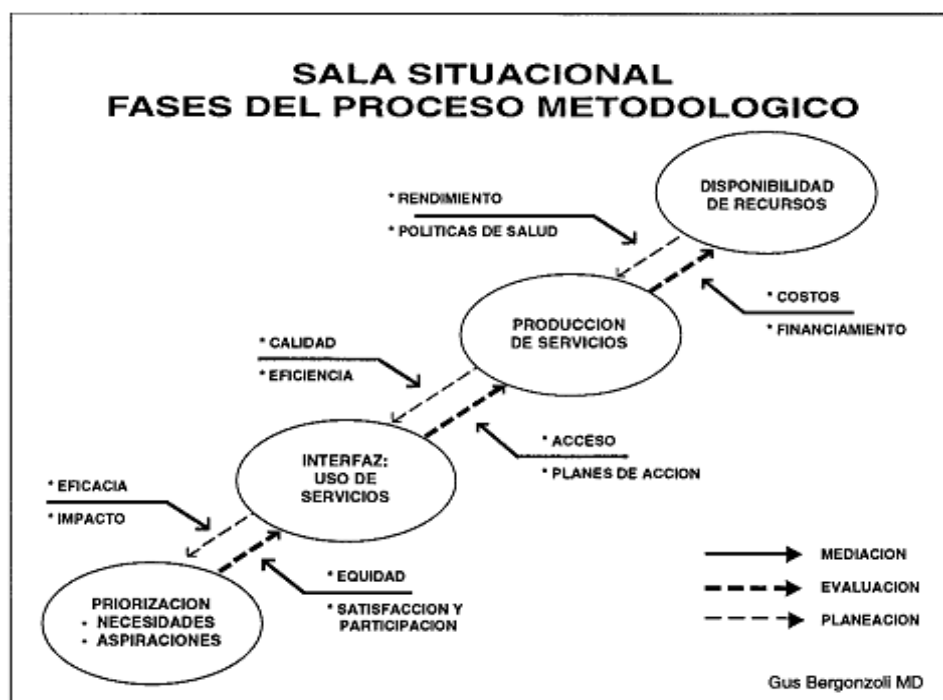 SALA SITUACIONAL
FASES DEL PROCESO METODOLOGICO
DISPONIBILIDAD
DE RECURSOS
* RENDIMIENTO
* POLITICAS DE SALUD
* COSTOS
* FINANCIAMIENTO
PRODUCCION
DE SERVICIOS
* CALIDAD
* EFICIENCIA
* ACCESO
* PLANES DE ACCION
INTERFAZ:
USO DE
SERVICIOS
* EFICACIA
* IMPACTO
* EQUIDAD
* SATISFACCION Y
PARTICIPACION
PRIORIZACION
- NECESIDADES
- ASPIRACIONES
MEDIACION
EVALUACION
PLANEACION
Gus Bergonzoli MD